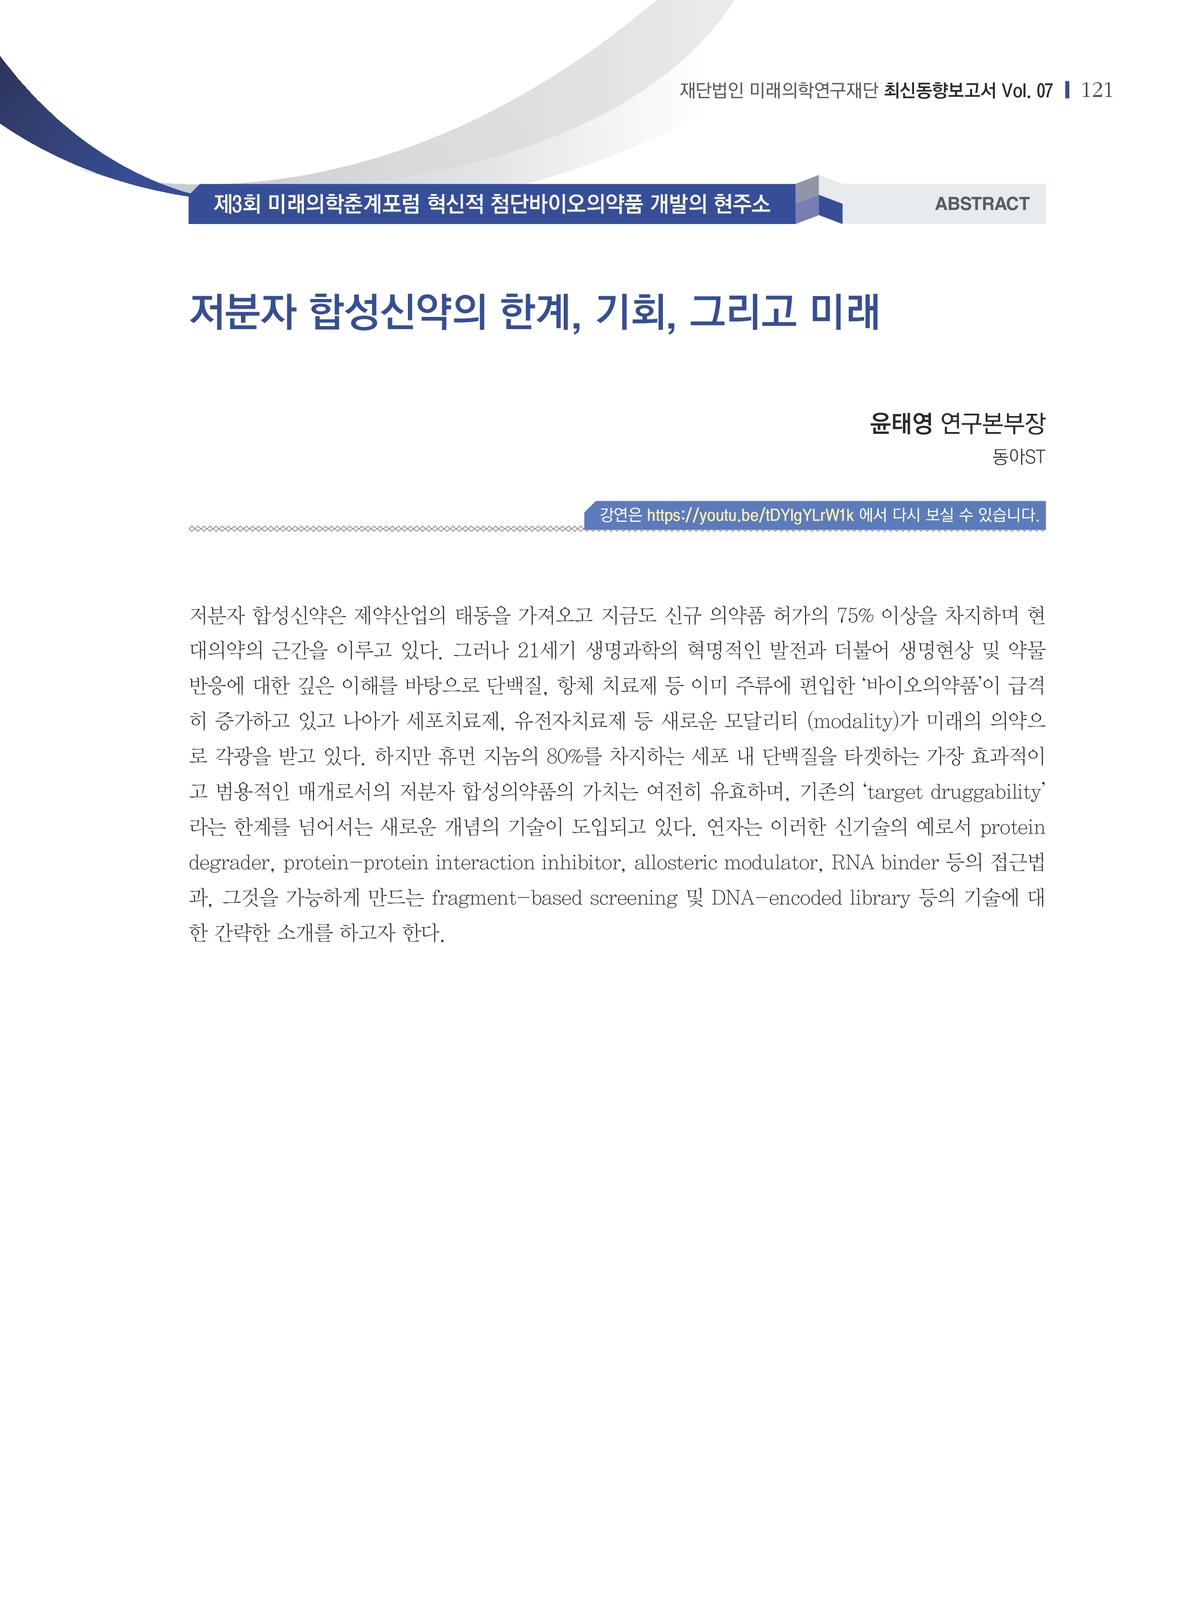 재단법인 미래의학연구재단 최신동향보고서 Vol. 07 121
제3회 미래의학춘계포럼 혁신적 첨단바이오의약품 개발의 현주소
ABSTRACT
저분자 합성신약의 한계, 기회, 그리고 미래
윤태영 연구본부장
동아ST
강연은 https://youtu.be/tDYIgYLrW1k 에서 다시 보실 수 있습니다.
저분자 합성신약은 제약산업의 태동을 가져오고 지금도 신규 의약품 허가의 75% 이상을 차지하며 현
대의약의 근간을 이루고 있다. 그러나 21세기 생명과학의 혁명적인 발전과 더불어 생명현상 및 약물
반응에 대한 깊은 이해를 바탕으로 단백질, 항체 치료제 등 이미 주류에 편입한 ‘바이오의약품’이 급격
히 증가하고 있고 나아가 세포치료제, 유전자치료제 등 새로운 모달리티 (modality)가 미래의 의약으
로 각광을 받고 있다. 하지만 휴먼 지놈의 80%를 차지하는 세포 내 단백질을 타겟하는 가장 효과적이
고 범용적인 매개로서의 저분자 합성의약품의 가치는 여전히 유효하며, 기존의 ‘target druggability’
라는 한계를 넘어서는 새로운 개념의 기술이 도입되고 있다. 연자는 이러한 신기술의 예로서 protein
degrader, protein-protein interaction inhibitor, allosteric modulator, RNA binder 등의 접근법
과, 그것을 가능하게 만드는 fragment-based screening 및 DNA-encoded library 등의 기술에 대
한 간략한 소개를 하고자 한다.